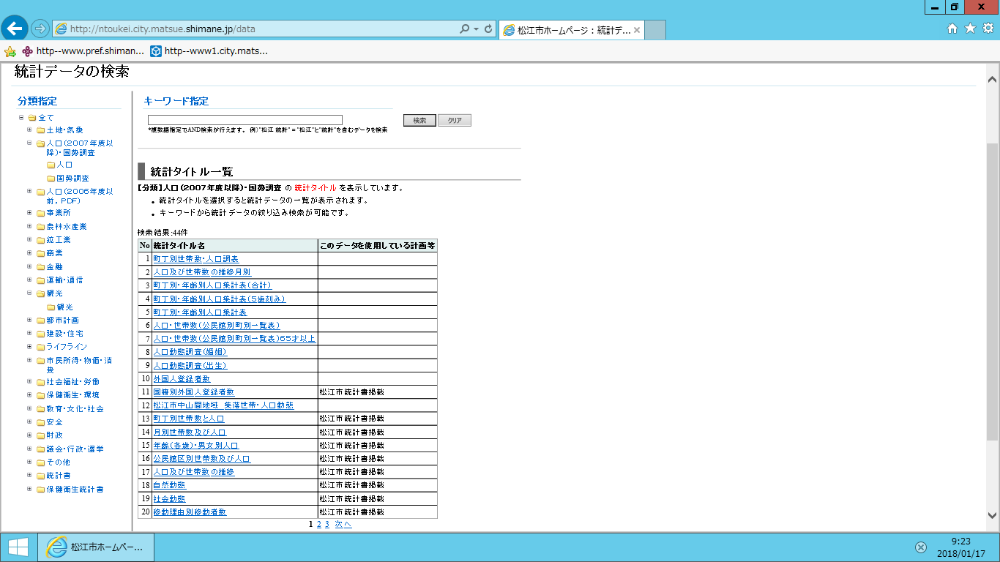 http://ntoukei.city.matsue.shimane.jp/data
松江市ホームページ：統計デ...
http--www.pref.shiman...
http--www1.city.mats...
統計データの検索
分類指定
全て
土地・気象
人口(2007年度以
降)・国勢調査
人口
国勢調査
人口(2006年度以
前，PDF)
事業所
農林水産業
鉱工業
商業
金融
運輸・通信
観光
観光
都市計画
建設・住宅
ライフライン
市民所得・物価・消
費
社会福祉・労働
保健衛生・環境
教育・文化・社会
安全
財政
議会・行政・選挙
その他
統計書
保健衛生統計書
キーワード指定
検索 クリア
*複数語指定でAND検索が行えます。 例)"松江 統計" = "松江"と"統計"を含むデータを検索
統計タイトル一覧
【分類】人口(2007年度以降)・国勢調査 の 統計タイトル を表示しています。
• 統計タイトルを選択すると統計データの一覧が表示されます。
• キーワードから統計データの絞り込み検索が可能です。
検索結果:44件
No 統計タイトル名 このデータを使用している計画等
1 町丁別世帯数・人口調表
2 人口及び世帯数の推移月別
3 町丁別・年齢別人口集計表(合計)
4 町丁別・年齢別人口集計表(5歳刻み)
5 町丁別・年齢別人口集計表
6 人口・世帯数(公民館別町別一覧表)
7 人口・世帯数(公民館別町別一覧表)65才以上
8 人口動態調査(婚姻)
9 人口動態調査(出生)
10 外国人登録者数
11 国籍別外国人登録者数 松江市統計書掲載
12 松江市中山間地域　集落世帯・人口動態
13 町丁別世帯数と人口 松江市統計書掲載
14 月別世帯数及び人口 松江市統計書掲載
15 年齢(各歳)・男女別人口 松江市統計書掲載
16 公民館区別世帯数及び人口 松江市統計書掲載
17 人口及び世帯数の推移 松江市統計書掲載
18 自然動態 松江市統計書掲載
19 社会動態 松江市統計書掲載
20 移動理由別移動者数 松江市統計書掲載
1 2 3 次へ
松江市ホームペー...
9:23
2018/01/17